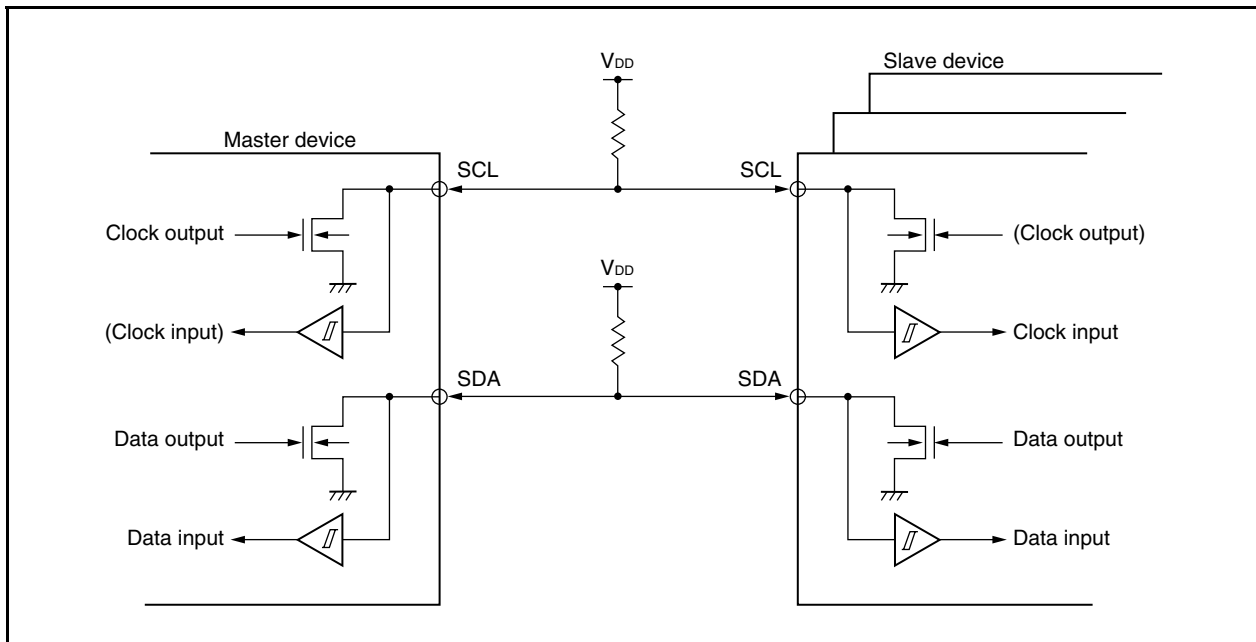 Slave device
VDD
Master device
SCL
SCL
Clock output
(Clock output)
VDD
(Clock input)
Clock input
SDA
SDA
Data output
Data output
Data input
Data input